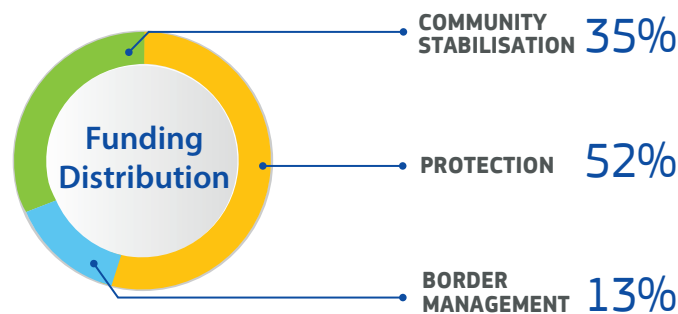 Funding
Distribution
COMMUNITY
STABILISATION 35%
PROTECTION 52%
BORDER
MANAGEMENT 13%